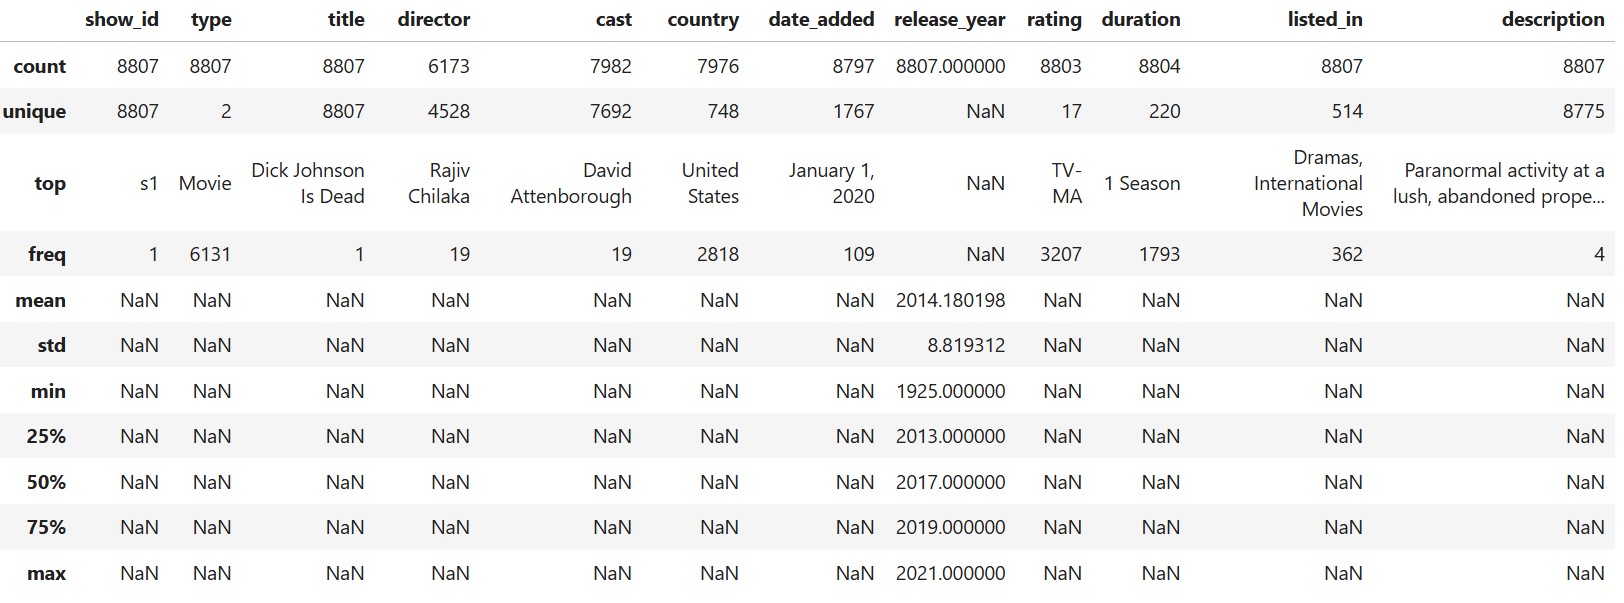 show_id type title director cast country date_added release_year rating duration listed_in description
count 8807 8807 8807 6173 7982 7976 8797 8807.000000 8803 8804 8807 8807
unique 8807 2 8807 4528 7692 748 1767 NaN 17 220 514 8775
top s1 Movie Dick Johnson Is Dead Rajiv Chilaka David Attenborough United States January 1, 2020 NaN TV-MA 1 Season Dramas, International Movies Paranormal activity at a lush, abandoned prope...
freq 1 6131 1 19 19 2818 109 NaN 3207 1793 362 4
mean NaN NaN NaN NaN NaN NaN NaN 2014.180198 NaN NaN NaN NaN
std NaN NaN NaN NaN NaN NaN NaN 8.819312 NaN NaN NaN NaN
min NaN NaN NaN NaN NaN NaN NaN 1925.000000 NaN NaN NaN NaN
25% NaN NaN NaN NaN NaN NaN NaN 2013.000000 NaN NaN NaN NaN
50% NaN NaN NaN NaN NaN NaN NaN 2017.000000 NaN NaN NaN NaN
75% NaN NaN NaN NaN NaN NaN NaN 2019.000000 NaN NaN NaN NaN
max NaN NaN NaN NaN NaN NaN NaN 2021.000000 NaN NaN NaN NaN